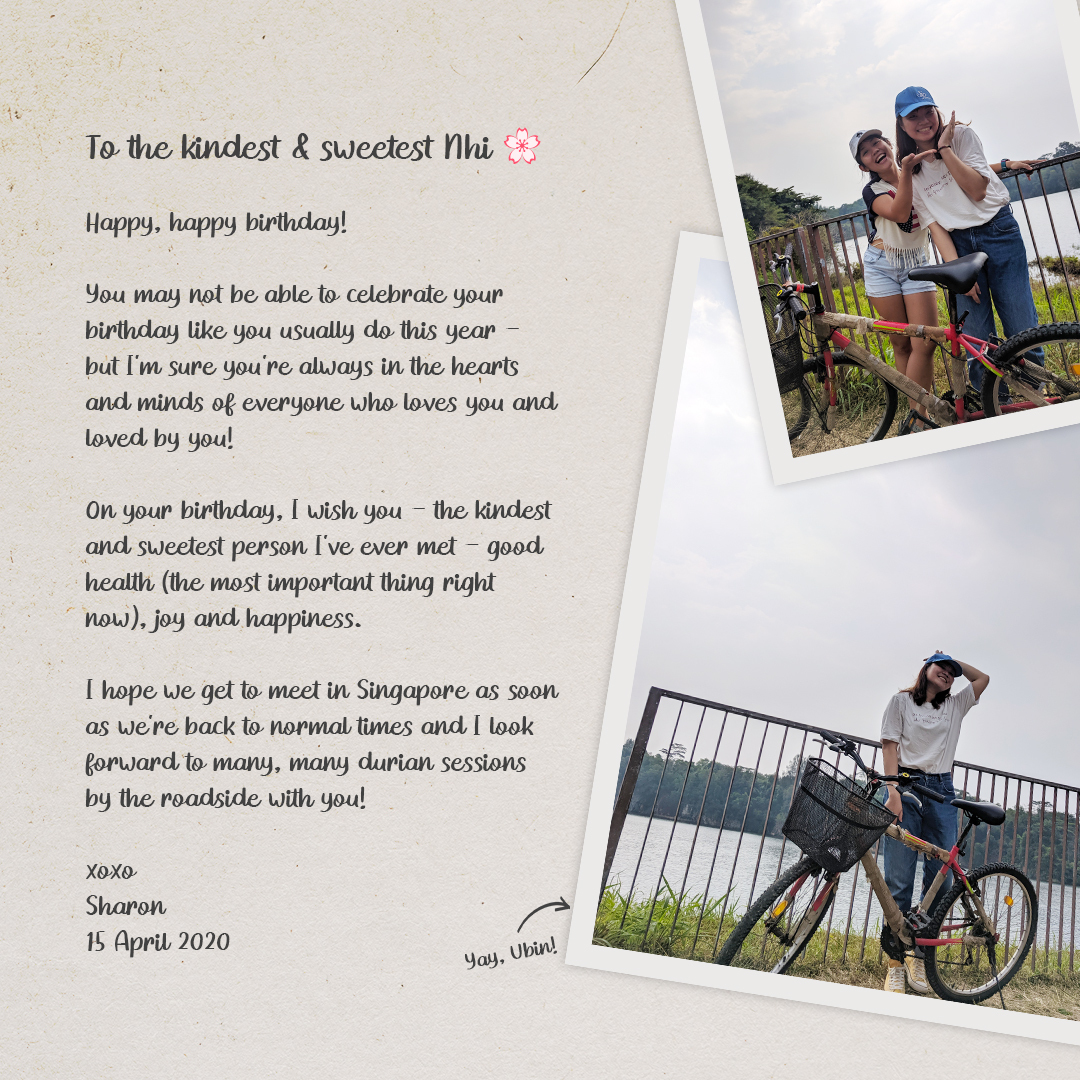 To the kindest & sweetest Nhi 🌸
Happy, happy birthday!
You may not be able to celebrate your
birthday like you usually do this year –
but I'm sure you're always in the hearts
and minds of everyone who loves you and
loved by you!
On your birthday, I wish you – the kindest
and sweetest person I've ever met – good
health (the most important thing right
now), joy and happiness.
I hope we get to meet in Singapore as soon
as we're back to normal times and I look
forward to many, many durian sessions
by the roadside with you!
xoxo
Sharon
15 April 2020
Yay, Ubin!